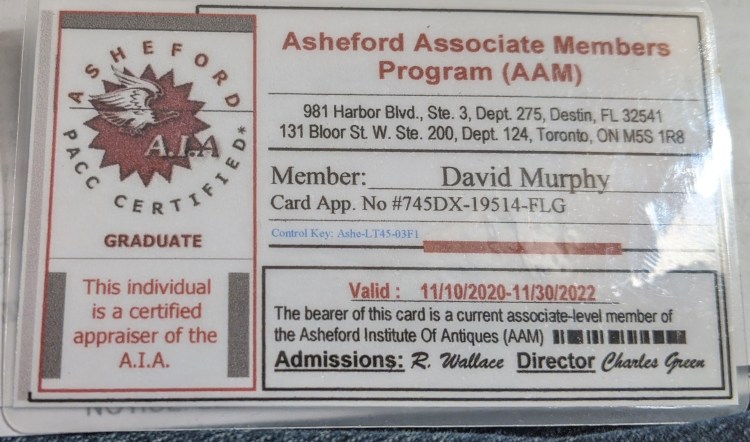 ASHEFORD
A.I.A
PACC CERTIFIED*
GRADUATE
This individual
is a certified
appraiser of the
A.I.A.
Asheford Associate Members
Program (AAM)
981 Harbor Blvd., Ste. 3, Dept. 275, Destin, FL 32541
131 Bloor St. W. Ste. 200, Dept. 124, Toronto, ON M5S 1R8
Member: David Murphy
Card App. No #745DX-19514-FLG
Control Key: Ashe-LT45-03F1
Valid : 11/10/2020-11/30/2022
The bearer of this card is a current associate-level member of
the Asheford Institute Of Antiques (AAM)
Admissions: R. Wallace Director Charles Green